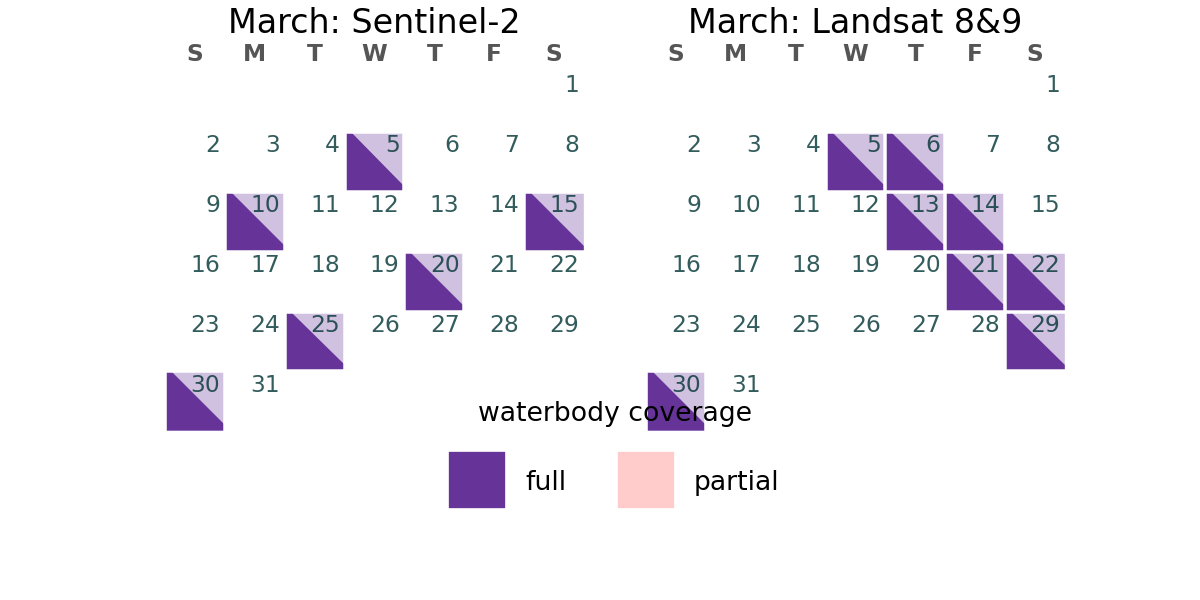 March: Sentinel-2
S M T W T F S
1
2 3 4 5 6 7 8
9 10 11 12 13 14 15
16 17 18 19 20 21 22
23 24 25 26 27 28 29
30 31
March: Landsat 8&9
S M T W T F S
1
2 3 4 5 6 7 8
9 10 11 12 13 14 15
16 17 18 19 20 21 22
23 24 25 26 27 28 29
30 31
waterbody coverage
full partial